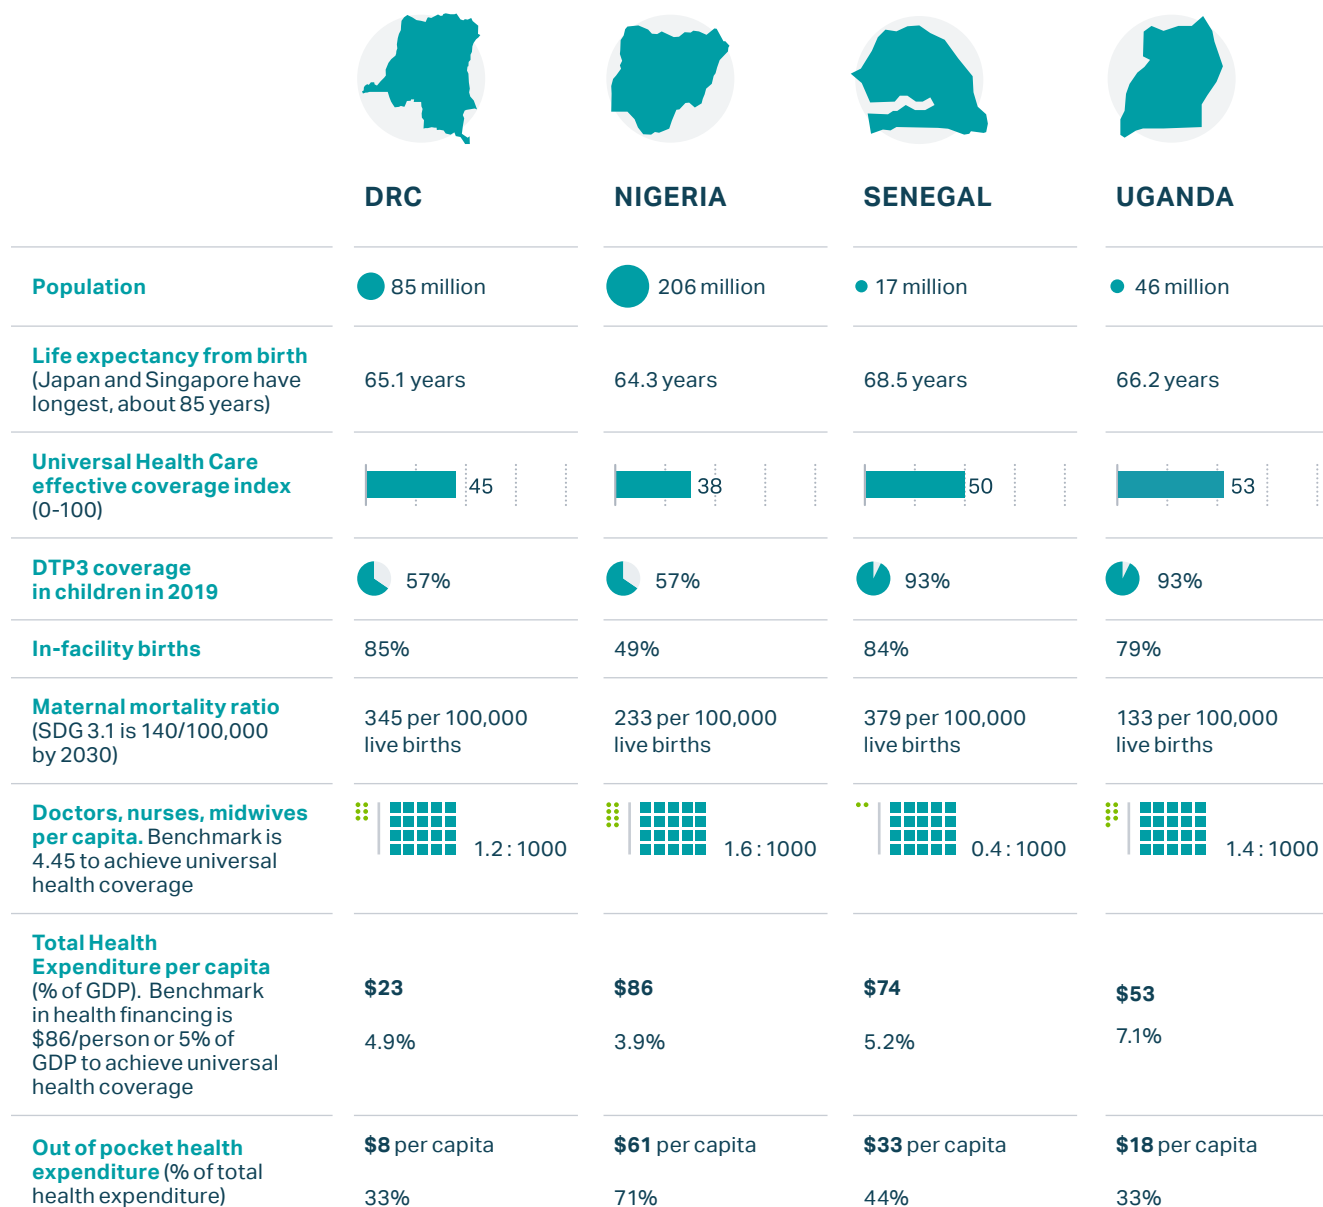 DRC NIGERIA SENEGAL UGANDA
Population
85 million 206 million 17 million 46 million
Life expectancy from birth
(Japan and Singapore have
longest, about 85 years)
65.1 years 64.3 years 68.5 years 66.2 years
Universal Health Care
effective coverage index
(0-100)
45 38 50 53
DTP3 coverage
in children in 2019
57% 57% 93% 93%
In-facility births
85% 49% 84% 79%
Maternal mortality ratio
(SDG 3.1 is 140/100,000
by 2030)
345 per 100,000
live births
233 per 100,000
live births
379 per 100,000
live births
133 per 100,000
live births
Doctors, nurses, midwives
per capita. Benchmark is
4.45 to achieve universal
health coverage
1.2 : 1000 1.6 : 1000 0.4 : 1000 1.4 : 1000
Total Health
Expenditure per capita
(% of GDP). Benchmark
in health financing is
$86/person or 5% of
GDP to achieve universal
health coverage
$23 $86 $74 $53
4.9% 3.9% 5.2% 7.1%
Out of pocket health
expenditure (% of total
health expenditure)
$8 per capita $61 per capita $33 per capita $18 per capita
33% 71% 44% 33%